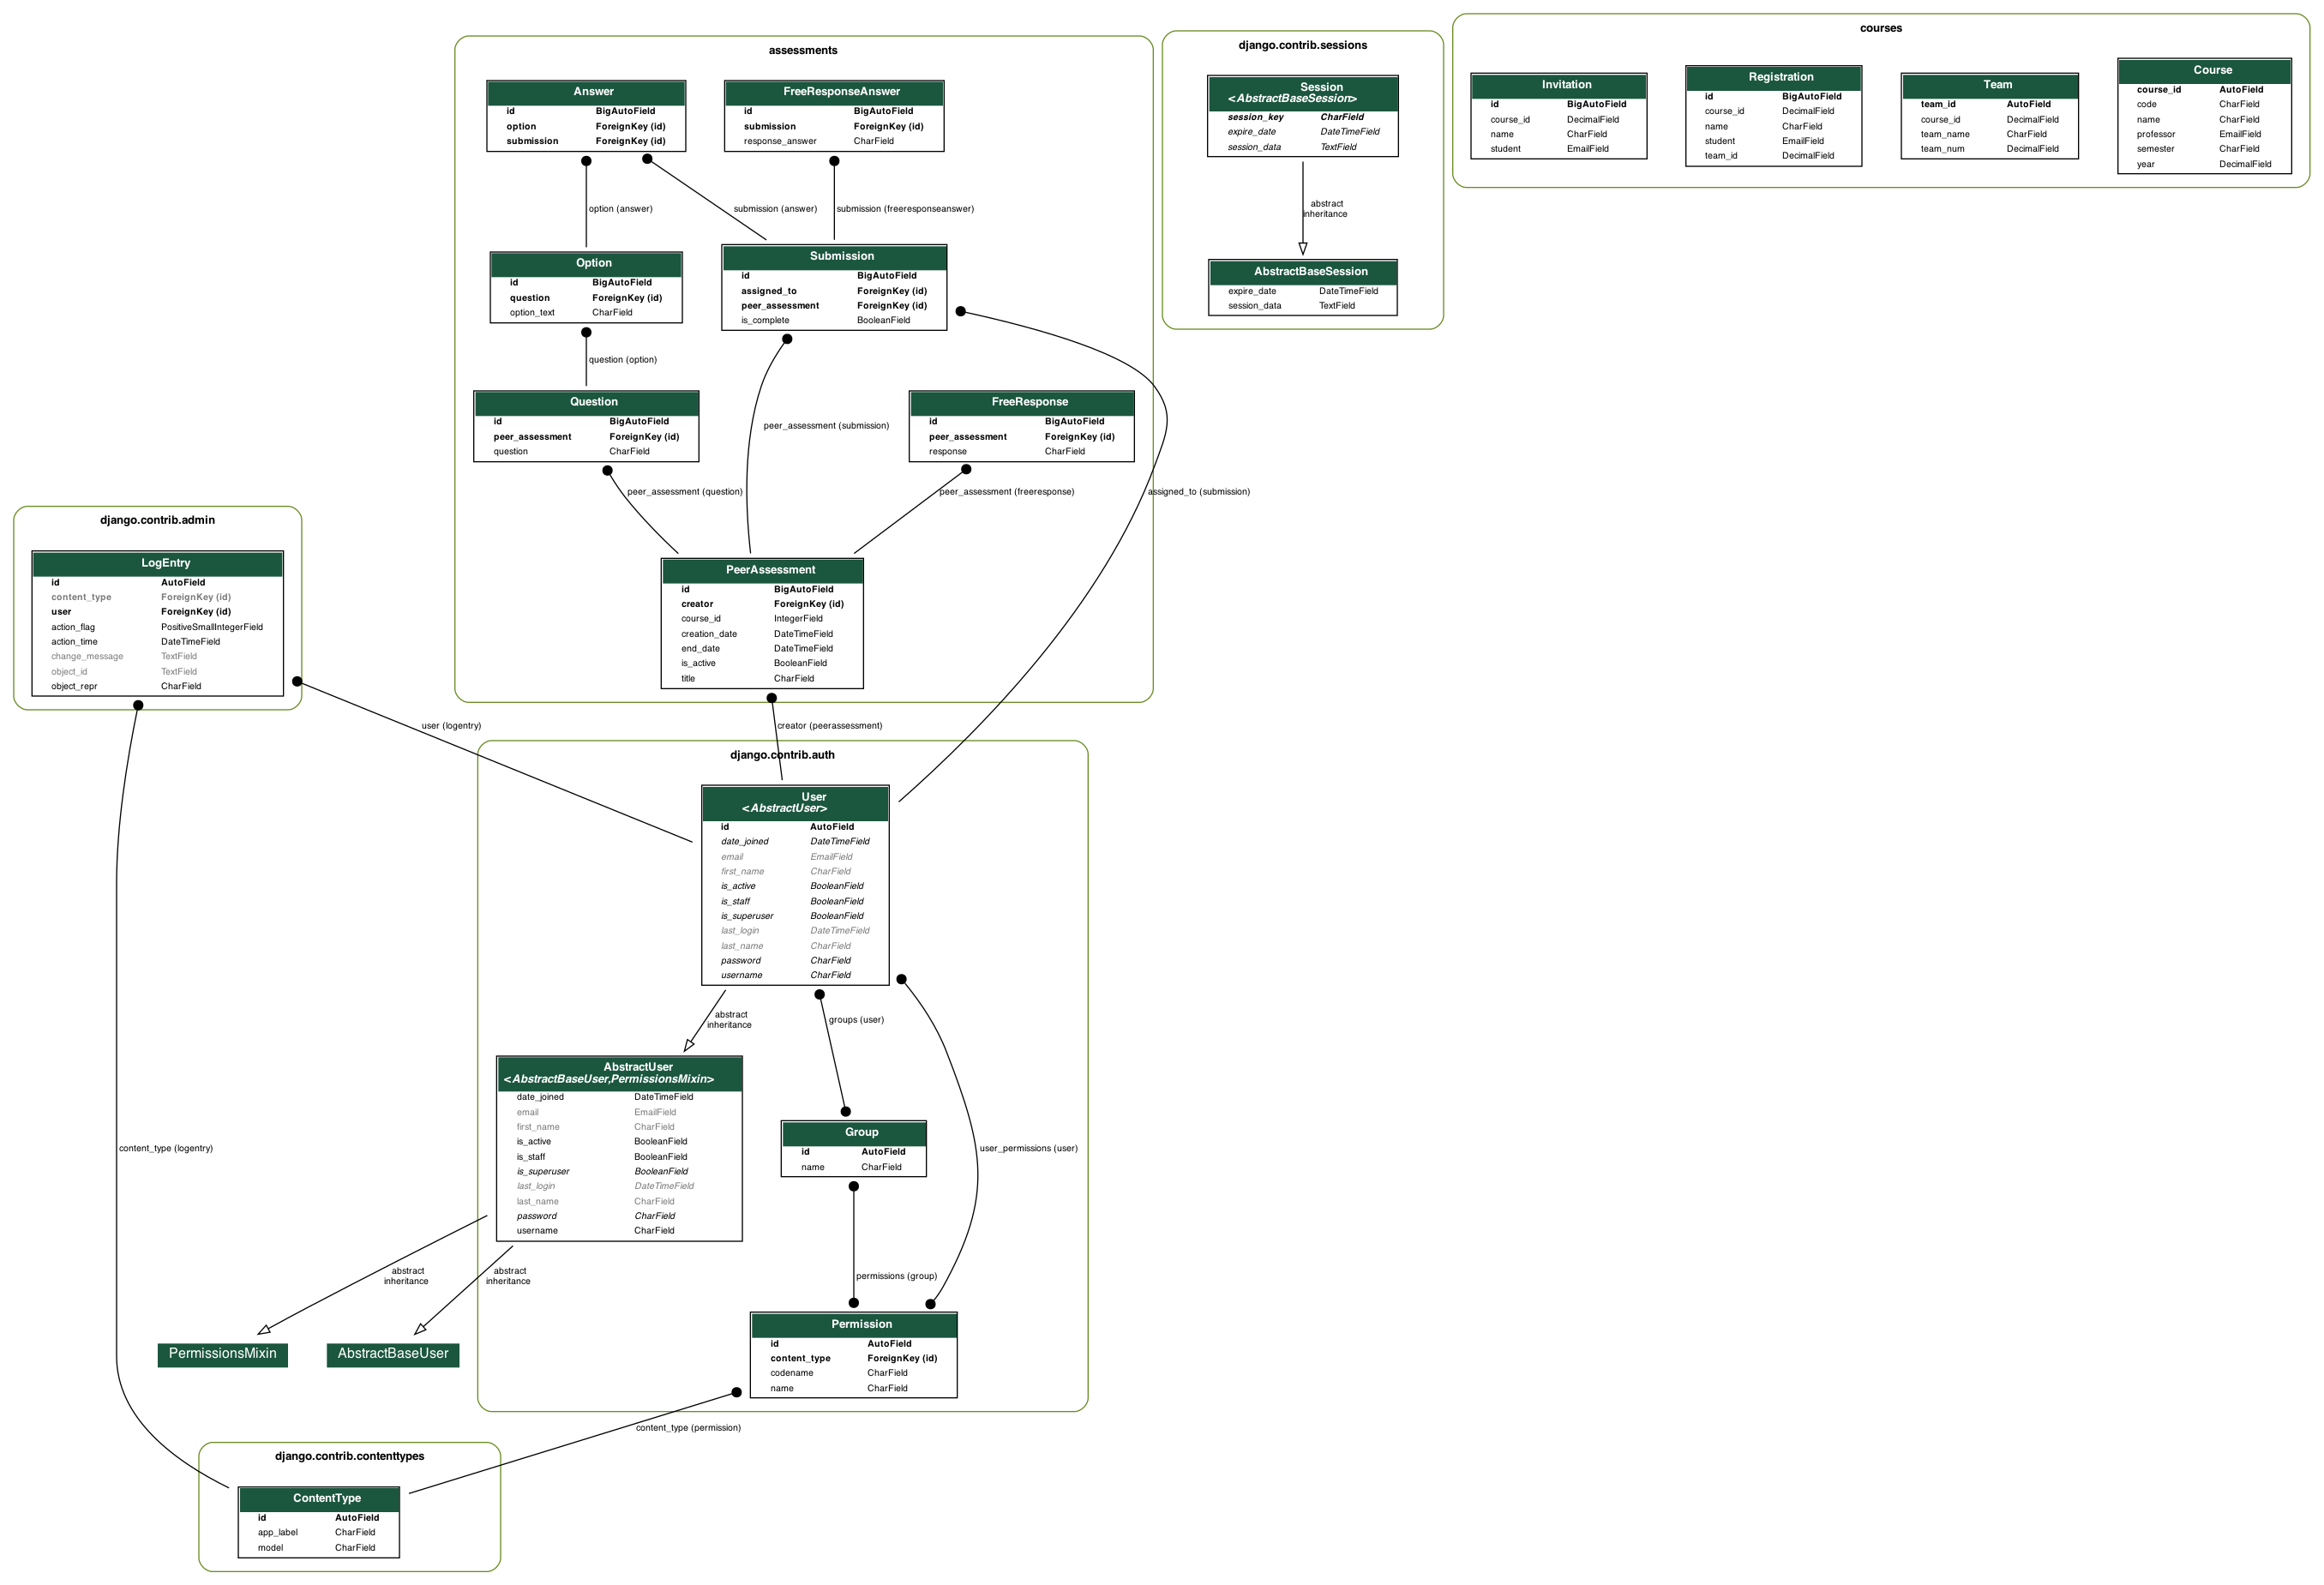 assessments
Answer
id BigAutoField
option ForeignKey (id)
submission ForeignKey (id)
FreeResponseAnswer
id BigAutoField
submission ForeignKey (id)
response_answer CharField
option (answer)
submission (answer)
submission (freeresponseanswer)
Option
id BigAutoField
question ForeignKey (id)
option_text CharField
Submission
id BigAutoField
assigned_to ForeignKey (id)
peer_assessment ForeignKey (id)
is_complete BooleanField
question (option)
Question
id BigAutoField
peer_assessment ForeignKey (id)
question CharField
peer_assessment (submission)
FreeResponse
id BigAutoField
peer_assessment ForeignKey (id)
response CharField
peer_assessment (question)
peer_assessment (freeresponse)
assigned_to (submission)
PeerAssessment
id BigAutoField
creator ForeignKey (id)
course_id IntegerField
creation_date DateTimeField
end_date DateTimeField
is_active BooleanField
title CharField
django.contrib.sessions
Session
<AbstractBaseSession>
session_key CharField
expire_date DateTimeField
session_data TextField
abstract
inheritance
AbstractBaseSession
expire_date DateTimeField
session_data TextField
courses
Invitation
id BigAutoField
course_id DecimalField
name CharField
student EmailField
Registration
id BigAutoField
course_id DecimalField
name CharField
student EmailField
team_id DecimalField
Team
team_id AutoField
course_id DecimalField
team_name CharField
team_num DecimalField
Course
course_id AutoField
code CharField
name CharField
professor EmailField
semester CharField
year DecimalField
django.contrib.admin
LogEntry
id AutoField
content_type ForeignKey (id)
user ForeignKey (id)
action_flag PositiveSmallIntegerField
action_time DateTimeField
change_message TextField
object_id TextField
object_repr CharField
user (logentry)
creator (peerassessment)
django.contrib.auth
User
<AbstractUser>
id AutoField
date_joined DateTimeField
email EmailField
first_name CharField
is_active BooleanField
is_staff BooleanField
is_superuser BooleanField
last_login DateTimeField
last_name CharField
password CharField
username CharField
abstract
inheritance
groups (user)
AbstractUser
<AbstractBaseUser,PermissionsMixin>
date_joined DateTimeField
email EmailField
first_name CharField
is_active BooleanField
is_staff BooleanField
is_superuser BooleanField
last_login DateTimeField
last_name CharField
password CharField
username CharField
Group
id AutoField
name CharField
user_permissions (user)
content_type (logentry)
abstract
inheritance
abstract
inheritance
permissions (group)
PermissionsMixin
AbstractBaseUser
Permission
id AutoField
content_type ForeignKey (id)
codename CharField
name CharField
content_type (permission)
django.contrib.contenttypes
ContentType
id AutoField
app_label CharField
model CharField